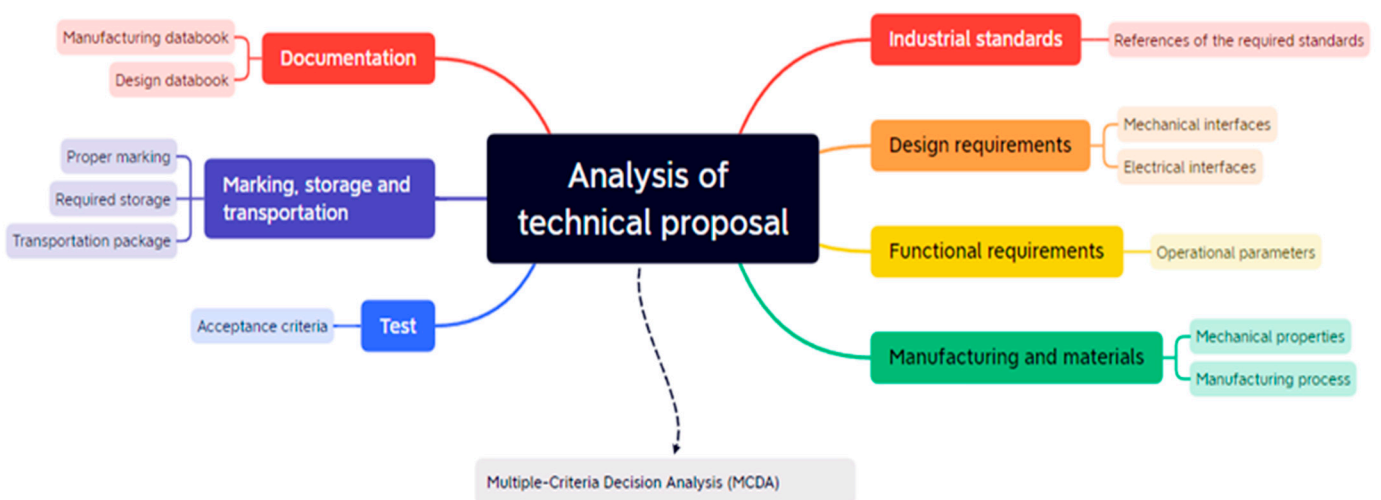 Manufacturing databook
Design databook
Documentation
Proper marking
Required storage
Transportation package
Marking, storage and
transportation
Acceptance criteria
Test
Analysis of
technical proposal
Industrial standards
References of the required standards
Design requirements
Mechanical interfaces
Electrical interfaces
Functional requirements
Operational parameters
Manufacturing and materials
Mechanical properties
Manufacturing process
Multiple-Criteria Decision Analysis (MCDA)